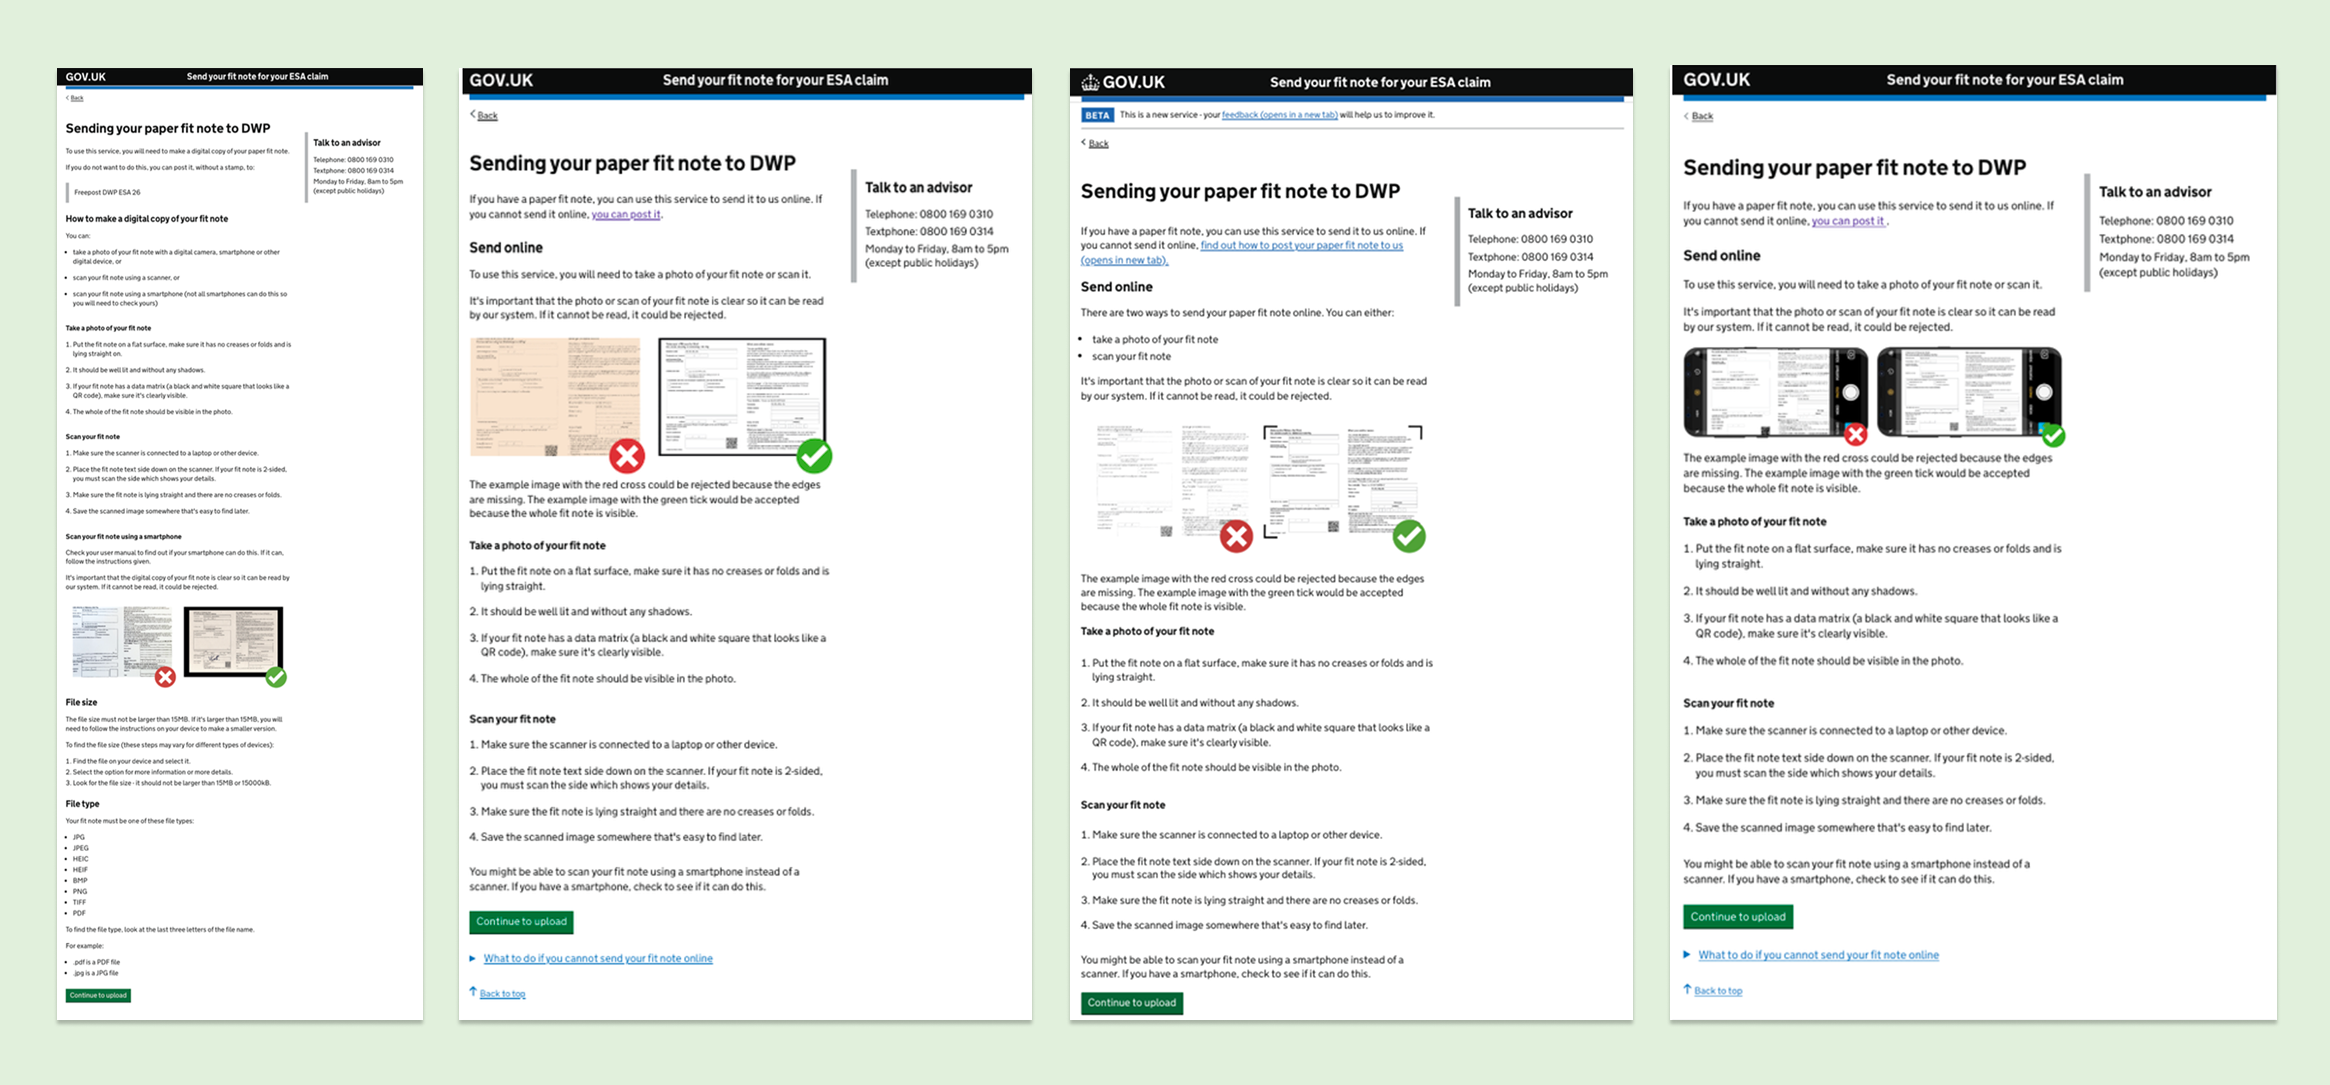 GOV.UK
Send your fit note for your ESA claim
Back
Sending your paper fit note to DWP
To use this service, you will need to make a digital copy of your paper fit note.
If you do not want to do this, you can post it, without a stamp, to:
Freepost DWP ESA 26
How to make a digital copy of your fit note
You can:
• take a photo of your fit note with a digital camera, smartphone or other
digital device, or
• scan your fit note using a scanner, or
• scan your fit note using a smartphone (not all smartphones can do this so
you will need to check yours)
Take a photo of your fit note
1. Put the fit note on a flat surface, make sure it has no creases or folds and is
lying straight on.
2. It should be well lit and without any shadows.
3. If your fit note has a data matrix (a black and white square that looks like a
QR code), make sure it's clearly visible.
4. The whole of the fit note should be visible in the photo.
Scan your fit note
1. Make sure the scanner is connected to a laptop or other device.
2. Place the fit note text side down on the scanner. If your fit note is 2-sided,
you must scan the side which shows your details.
3. Make sure the fit note is lying straight and there are no creases or folds.
4. Save the scanned image somewhere that's easy to find later.
Scan your fit note using a smartphone
Check your user manual to find out if your smartphone can do this. If it can,
follow the instructions given.
It's important that the digital copy of your fit note is clear so it can be read by
our system. If it cannot be read, it could be rejected.
File size
The file size must not be larger than 15MB. If it's larger than 15MB, you will
need to follow the instructions on your device to make a smaller version.
To find the file size (these steps may vary for different types of devices):
1. Find the file on your device and select it.
2. Select the option for more information or more details.
3. Look for the file size - it should not be larger than 15MB or 15000kB.
File type
Your fit note must be one of these file types:
• JPG
• JPEG
• HEIC
• HEIF
• BMP
• PNG
• TIFF
• PDF
To find the file type, look at the last three letters of the file name.
For example:
• .pdf is a PDF file
• .jpg is a JPG file
Continue to upload
Talk to an advisor
Telephone: 0800 169 0310
Textphone: 0800 169 0314
Monday to Friday, 8am to 5pm
(except public holidays)
GOV.UK
Send your fit note for your ESA claim
Back
Sending your paper fit note to DWP
If you have a paper fit note, you can use this service to send it to us online. If
you cannot send it online, you can post it.
Send online
To use this service, you will need to take a photo of your fit note or scan it.
It's important that the photo or scan of your fit note is clear so it can be read
by our system. If it cannot be read, it could be rejected.
The example image with the red cross could be rejected because the edges
are missing. The example image with the green tick would be accepted
because the whole fit note is visible.
Take a photo of your fit note
1. Put the fit note on a flat surface, make sure it has no creases or folds and is
lying straight.
2. It should be well lit and without any shadows.
3. If your fit note has a data matrix (a black and white square that looks like a
QR code), make sure it's clearly visible.
4. The whole of the fit note should be visible in the photo.
Scan your fit note
1. Make sure the scanner is connected to a laptop or other device.
2. Place the fit note text side down on the scanner. If your fit note is 2-sided,
you must scan the side which shows your details.
3. Make sure the fit note is lying straight and there are no creases or folds.
4. Save the scanned image somewhere that's easy to find later.
You might be able to scan your fit note using a smartphone instead of a
scanner. If you have a smartphone, check to see if it can do this.
Continue to upload
What to do if you cannot send your fit note online
Back to top
Talk to an advisor
Telephone: 0800 169 0310
Textphone: 0800 169 0314
Monday to Friday, 8am to 5pm
(except public holidays)
GOV.UK
Send your fit note for your ESA claim
BETA This is a new service - your feedback (opens in a new tab) will help us to improve it.
Back
Sending your paper fit note to DWP
If you have a paper fit note, you can use this service to send it to us online. If
you cannot send it online, find out how to post your paper fit note to us
(opens in new tab).
Send online
There are two ways to send your paper fit note online. You can either:
• take a photo of your fit note
• scan your fit note
It's important that the photo or scan of your fit note is clear so it can be read
by our system. If it cannot be read, it could be rejected.
The example image with the red cross could be rejected because the edges
are missing. The example image with the green tick would be accepted
because the whole fit note is visible.
Take a photo of your fit note
1. Put the fit note on a flat surface, make sure it has no creases or folds and is
lying straight.
2. It should be well lit and without any shadows.
3. If your fit note has a data matrix (a black and white square that looks like a
QR code), make sure it's clearly visible.
4. The whole of the fit note should be visible in the photo.
Scan your fit note
1. Make sure the scanner is connected to a laptop or other device.
2. Place the fit note text side down on the scanner. If your fit note is 2-sided,
you must scan the side which shows your details.
3. Make sure the fit note is lying straight and there are no creases or folds.
4. Save the scanned image somewhere that's easy to find later.
You might be able to scan your fit note using a smartphone instead of a
scanner. If you have a smartphone, check to see if it can do this.
Continue to upload
Talk to an advisor
Telephone: 0800 169 0310
Textphone: 0800 169 0314
Monday to Friday, 8am to 5pm
(except public holidays)
GOV.UK
Send your fit note for your ESA claim
Back
Sending your paper fit note to DWP
If you have a paper fit note, you can use this service to send it to us online. If
you cannot send it online, you can post it .
Send online
To use this service, you will need to take a photo of your fit note or scan it.
It's important that the photo or scan of your fit note is clear so it can be read
by our system. If it cannot be read, it could be rejected.
The example image with the red cross could be rejected because the edges
are missing. The example image with the green tick would be accepted
because the whole fit note is visible.
Take a photo of your fit note
1. Put the fit note on a flat surface, make sure it has no creases or folds and is
lying straight.
2. It should be well lit and without any shadows.
3. If your fit note has a data matrix (a black and white square that looks like a
QR code), make sure it's clearly visible.
4. The whole of the fit note should be visible in the photo.
Scan your fit note
1. Make sure the scanner is connected to a laptop or other device.
2. Place the fit note text side down on the scanner. If your fit note is 2-sided,
you must scan the side which shows your details.
3. Make sure the fit note is lying straight and there are no creases or folds.
4. Save the scanned image somewhere that's easy to find later.
You might be able to scan your fit note using a smartphone instead of a
scanner. If you have a smartphone, check to see if it can do this.
Continue to upload
What to do if you cannot send your fit note online
Back to top
Talk to an advisor
Telephone: 0800 169 0310
Textphone: 0800 169 0314
Monday to Friday, 8am to 5pm
(except public holidays)